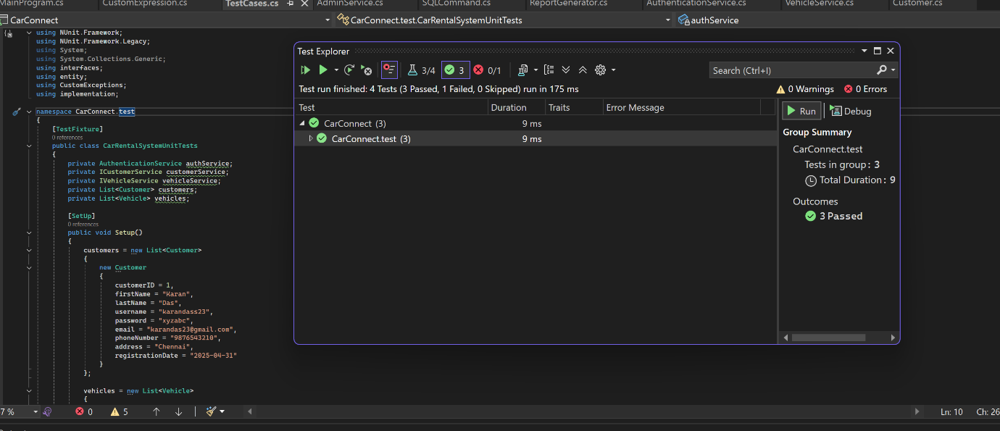 MainProgram.cs CustomExpression.cs TestCases.cs AdminService.cs SQLCommand.cs ReportGenerator.cs AuthenticationService.cs VehicleService.cs Customer.cs
CarConnect CarConnect.test.CarRentalSystemUnitTests authService
using NUnit.Framework;
using NUnit.Framework.Legacy;
using System;
using System.Collections.Generic;
using interfaces;
using entity;
using CustomExceptions;
using implementation;
namespace CarConnect.test
{
[TestFixture]
0 references
public class CarRentalSystemUnitTests
{
private AuthenticationService authService;
private ICustomerService customerService;
private IVehicleService vehicleService;
private List<Customer> customers;
private List<Vehicle> vehicles;
[SetUp]
0 references
public void Setup()
{
customers = new List<Customer>
{
new Customer
{
customerID = 1,
firstName = "Karan",
lastName = "Das",
username = "karandass23",
password = "xyzabc",
email = "karandas23@gmail.com",
phoneNumber = "9876543210",
address = "Chennai",
registrationDate = "2025-04-31"
}
};
vehicles = new List<Vehicle>
{
Test Explorer
3/4 3 0/1 Search (Ctrl+I)
Test run finished: 4 Tests (3 Passed, 1 Failed, 0 Skipped) run in 175 ms 0 Warnings 0 Errors
Test Duration Traits Error Message
CarConnect (3) 9 ms
CarConnect.test (3) 9 ms
Run Debug
Group Summary
CarConnect.test
Tests in group: 3
Total Duration: 9
Outcomes
3 Passed
7 % 0 5 Ln: 10 Ch: 26